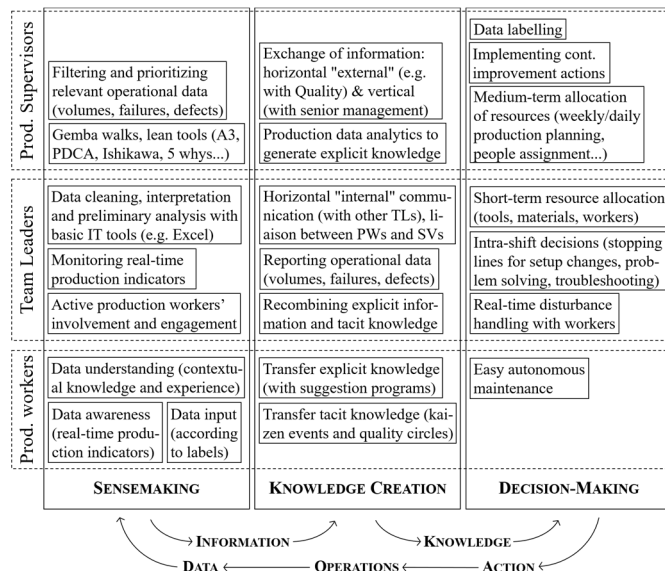 Prod. Supervisors
Filtering and prioritizing
relevant operational data
(volumes, failures, defects)
Gemba walks, lean tools (A3,
PDCA, Ishikawa, 5 whys...)
Exchange of information:
horizontal "external" (e.g.
with Quality) & vertical
(with senior management)
Production data analytics to
generate explicit knowledge
Data labelling
Implementing cont.
improvement actions
Medium-term allocation
of resources (weekly/daily
production planning,
people assignment...)
Team Leaders
Data cleaning, interpretation
and preliminary analysis with
basic IT tools (e.g. Excel)
Monitoring real-time
production indicators
Active production workers'
involvement and engagement
Horizontal "internal" commu-
nication (with other TLs), li-
aison between PWs and SVs
Reporting operational data
(volumes, failures, defects)
Recombining explicit infor-
mation and tacit knowledge
Short-term resource allocation
(tools, materials, workers)
Intra-shift decisions (stopping
lines for setup changes, prob-
lem solving, troubleshooting)
Real-time disturbance
handling with workers
Prod. workers
Data understanding (contextu-
al knowledge and experience)
Data awareness
(real-time produ-
ction indicators)
Data input
(according
to labels)
Transfer explicit knowledge
(with suggestion programs)
Transfer tacit knowledge (kai-
zen events and quality circles)
Easy autonomous
maintenance
SENSEMAKING
KNOWLEDGE CREATION
DECISION-MAKING
INFORMATION
KNOWLEDGE
DATA
OPERATIONS
ACTION